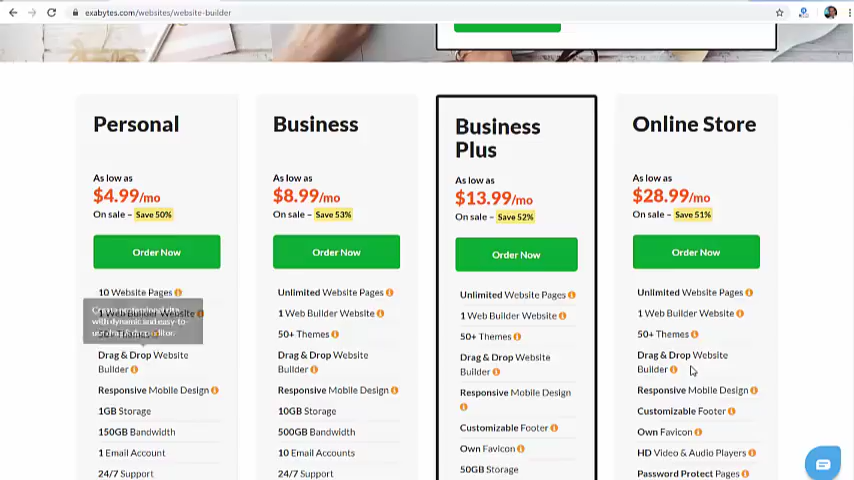 exabytes.com/websites/website-builder
Personal
As low as
$4.99/mo
On sale – Save 50%
Order Now
10 Website Pages
1 Web Builder Website
50+ Themes
Drag & Drop Website
Builder
Responsive Mobile Design
1GB Storage
150GB Bandwidth
1 Email Account
24/7 Support
Business
As low as
$8.99/mo
On sale – Save 53%
Order Now
Unlimited Website Pages
1 Web Builder Website
50+ Themes
Drag & Drop Website
Builder
Responsive Mobile Design
10GB Storage
500GB Bandwidth
10 Email Accounts
24/7 Support
Business
Plus
As low as
$13.99/mo
On sale – Save 52%
Order Now
Unlimited Website Pages
1 Web Builder Website
50+ Themes
Drag & Drop Website
Builder
Responsive Mobile Design
Customizable Footer
Own Favicon
50GB Storage
Online Store
As low as
$28.99/mo
On sale – Save 51%
Order Now
Unlimited Website Pages
1 Web Builder Website
50+ Themes
Drag & Drop Website
Builder
Responsive Mobile Design
Customizable Footer
Own Favicon
HD Video & Audio Players
Password Protect Pages